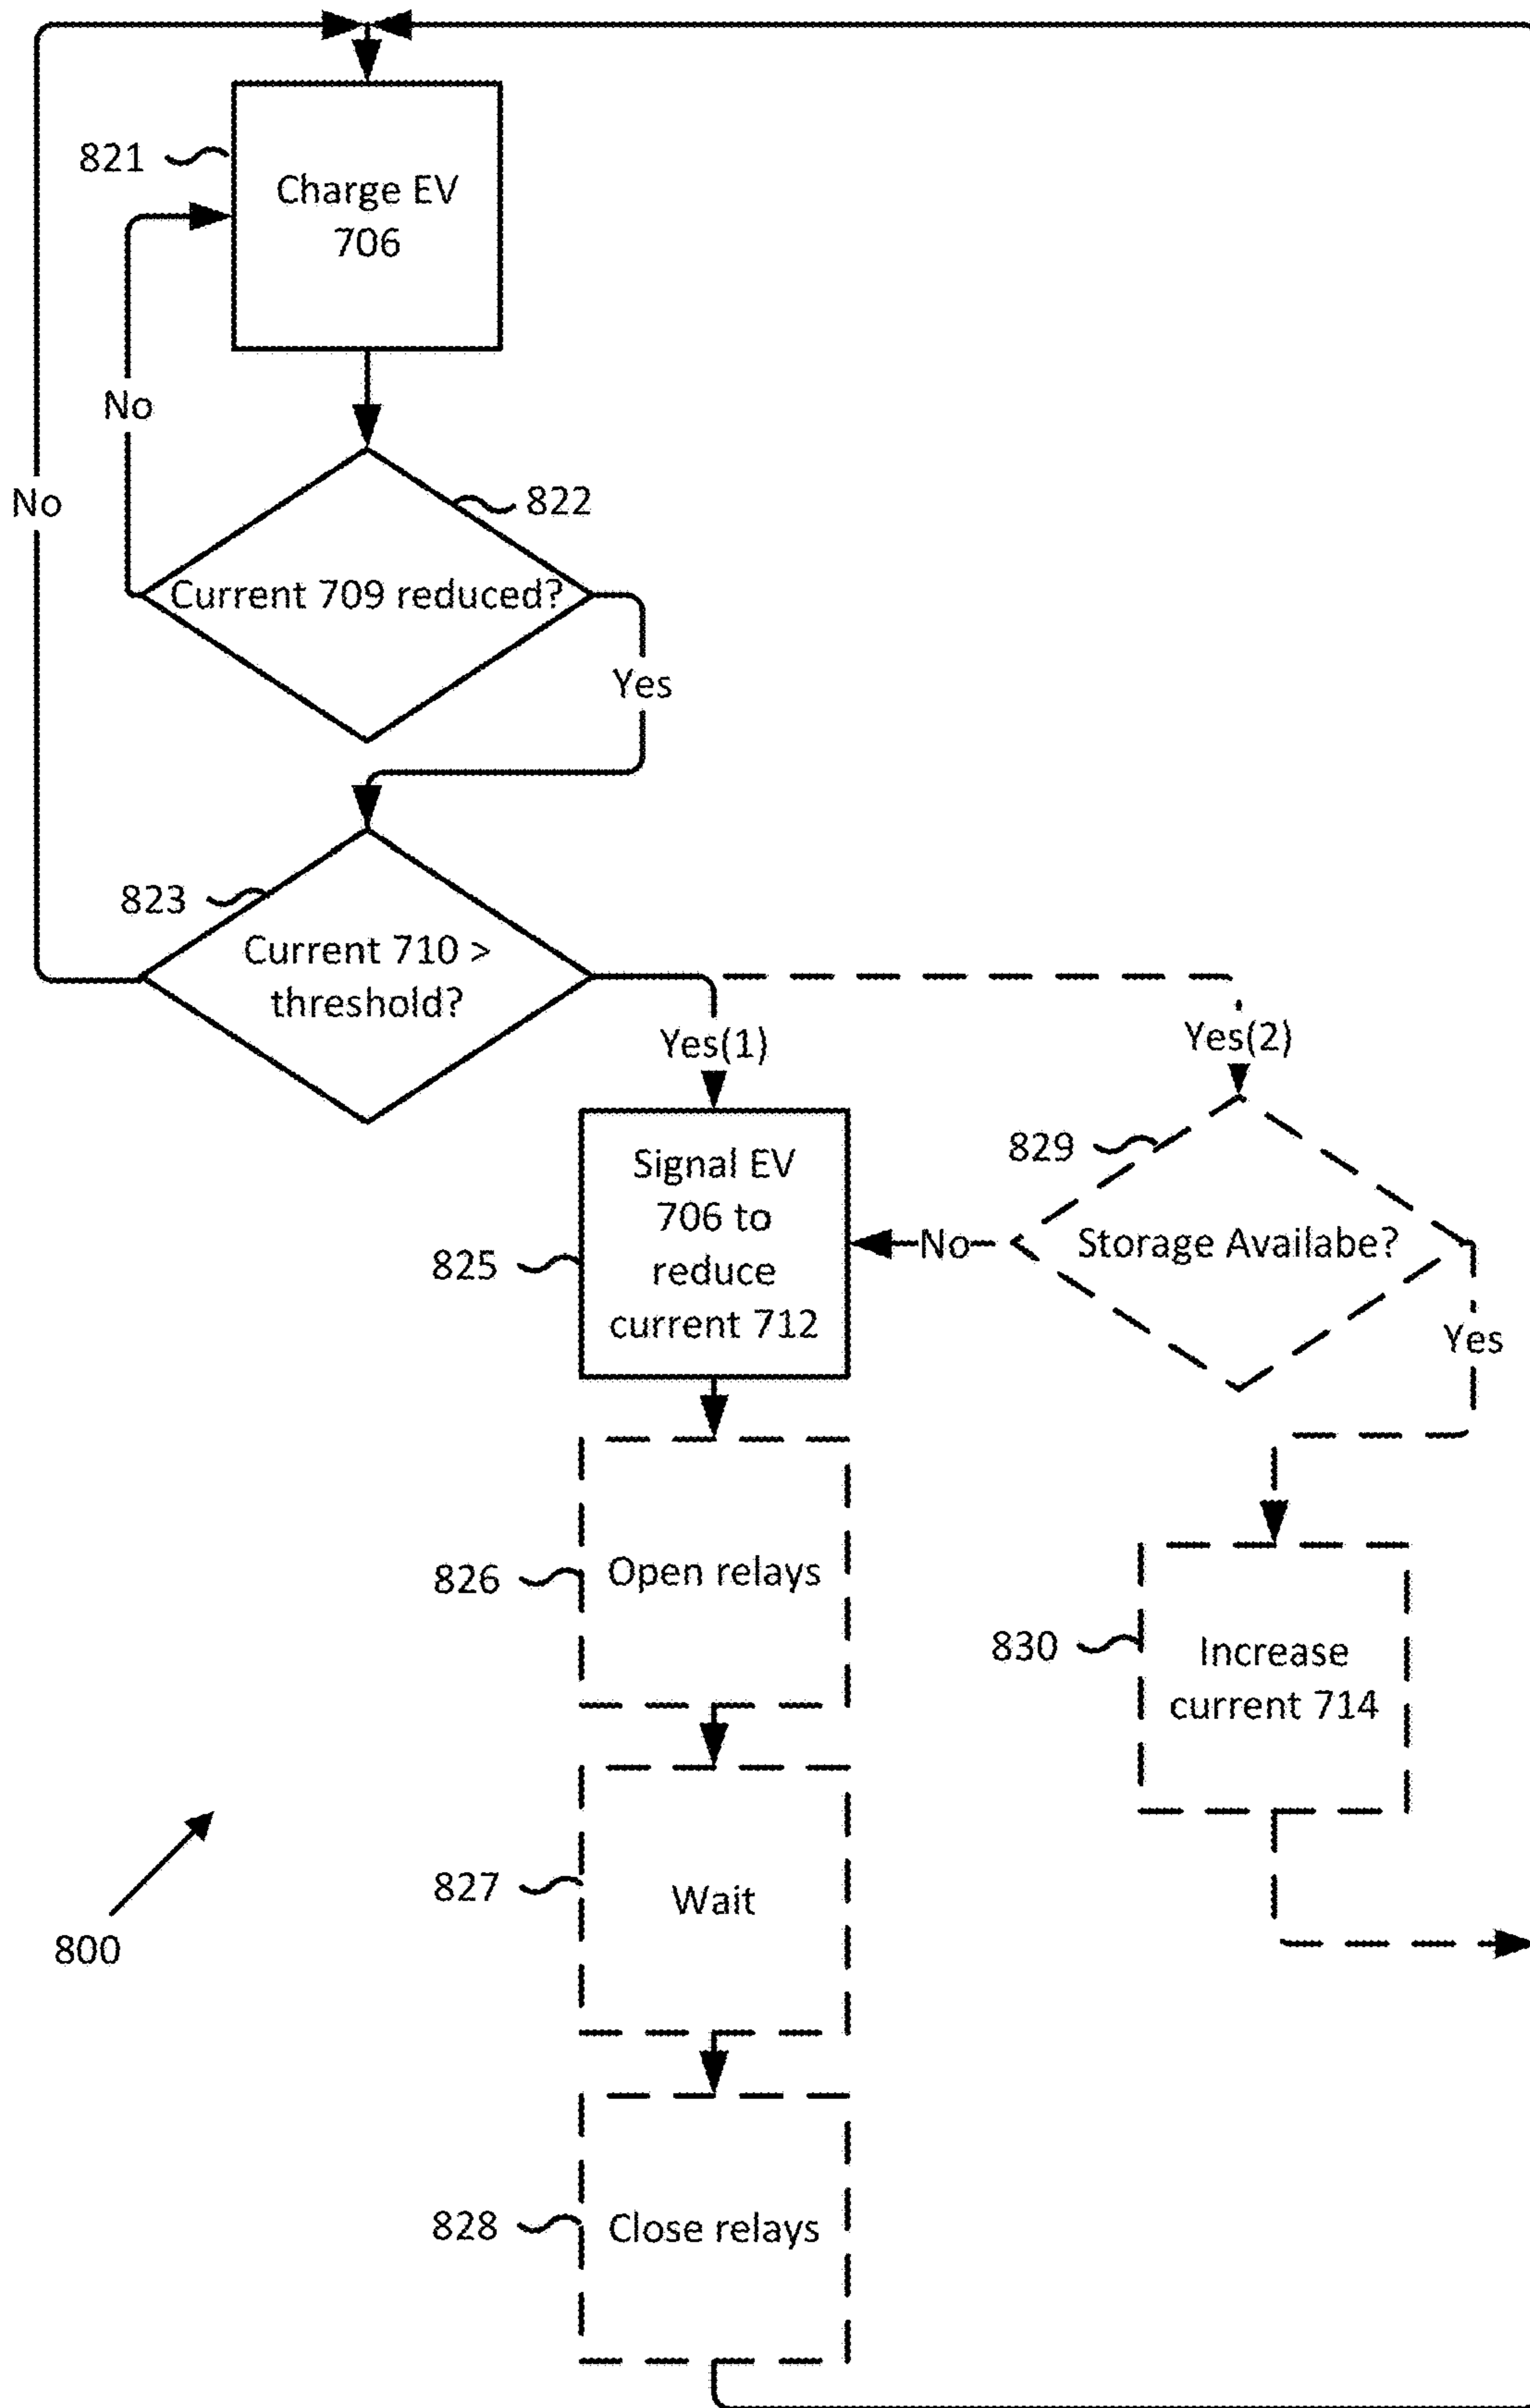 821
Charge EV
706
No
No
822
Current 709 reduced?
Yes
823
Current 710 >
threshold?
Yes(1)
Yes(2)
829
Signal EV
706 to
reduce
current 712
825
No
Storage Availabe?
Yes
826
Open relays
830
Increase
current 714
827
Wait
800
828
Close relays